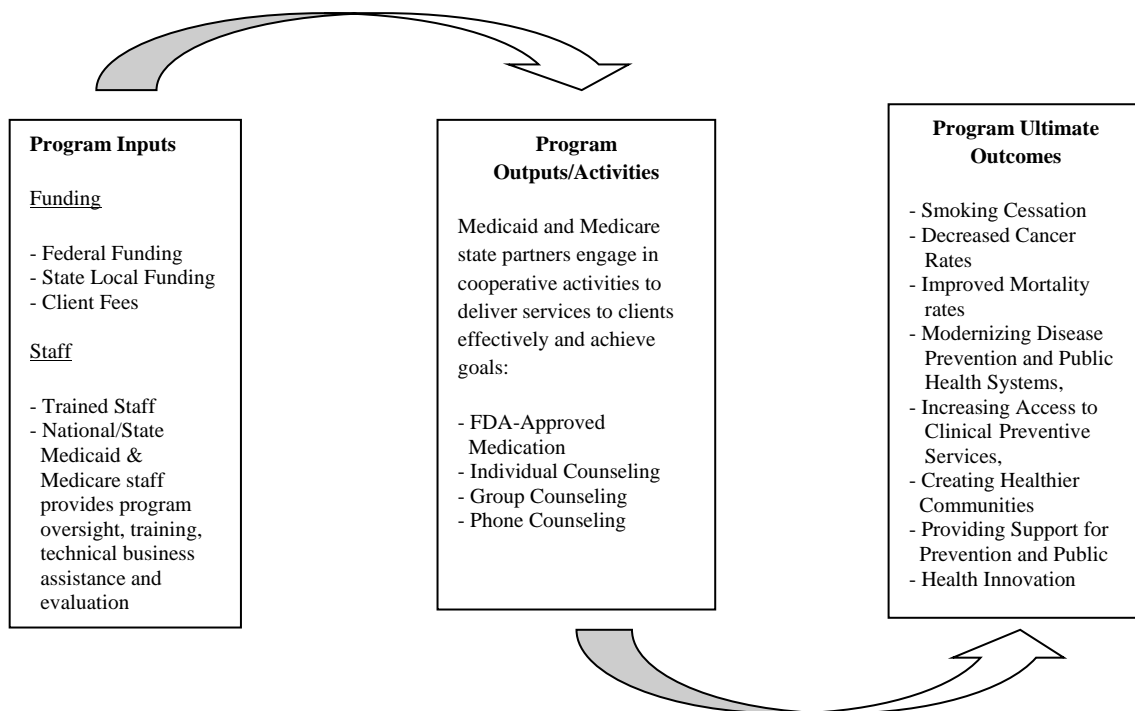 Program Inputs
Funding
- Federal Funding
- State Local Funding
- Client Fees
Staff
- Trained Staff
- National/State
Medicaid &
Medicare staff
provides program
oversight, training,
technical business
assistance and
evaluation
Program
Outputs/Activities
Medicaid and Medicare
state partners engage in
cooperative activities to
deliver services to clients
effectively and achieve
goals:
- FDA-Approved
Medication
- Individual Counseling
- Group Counseling
- Phone Counseling
Program Ultimate
Outcomes
- Smoking Cessation
- Decreased Cancer
Rates
- Improved Mortality
rates
- Modernizing Disease
Prevention and Public
Health Systems,
- Increasing Access to
Clinical Preventive
Services,
- Creating Healthier
Communities
- Providing Support for
Prevention and Public
- Health Innovation